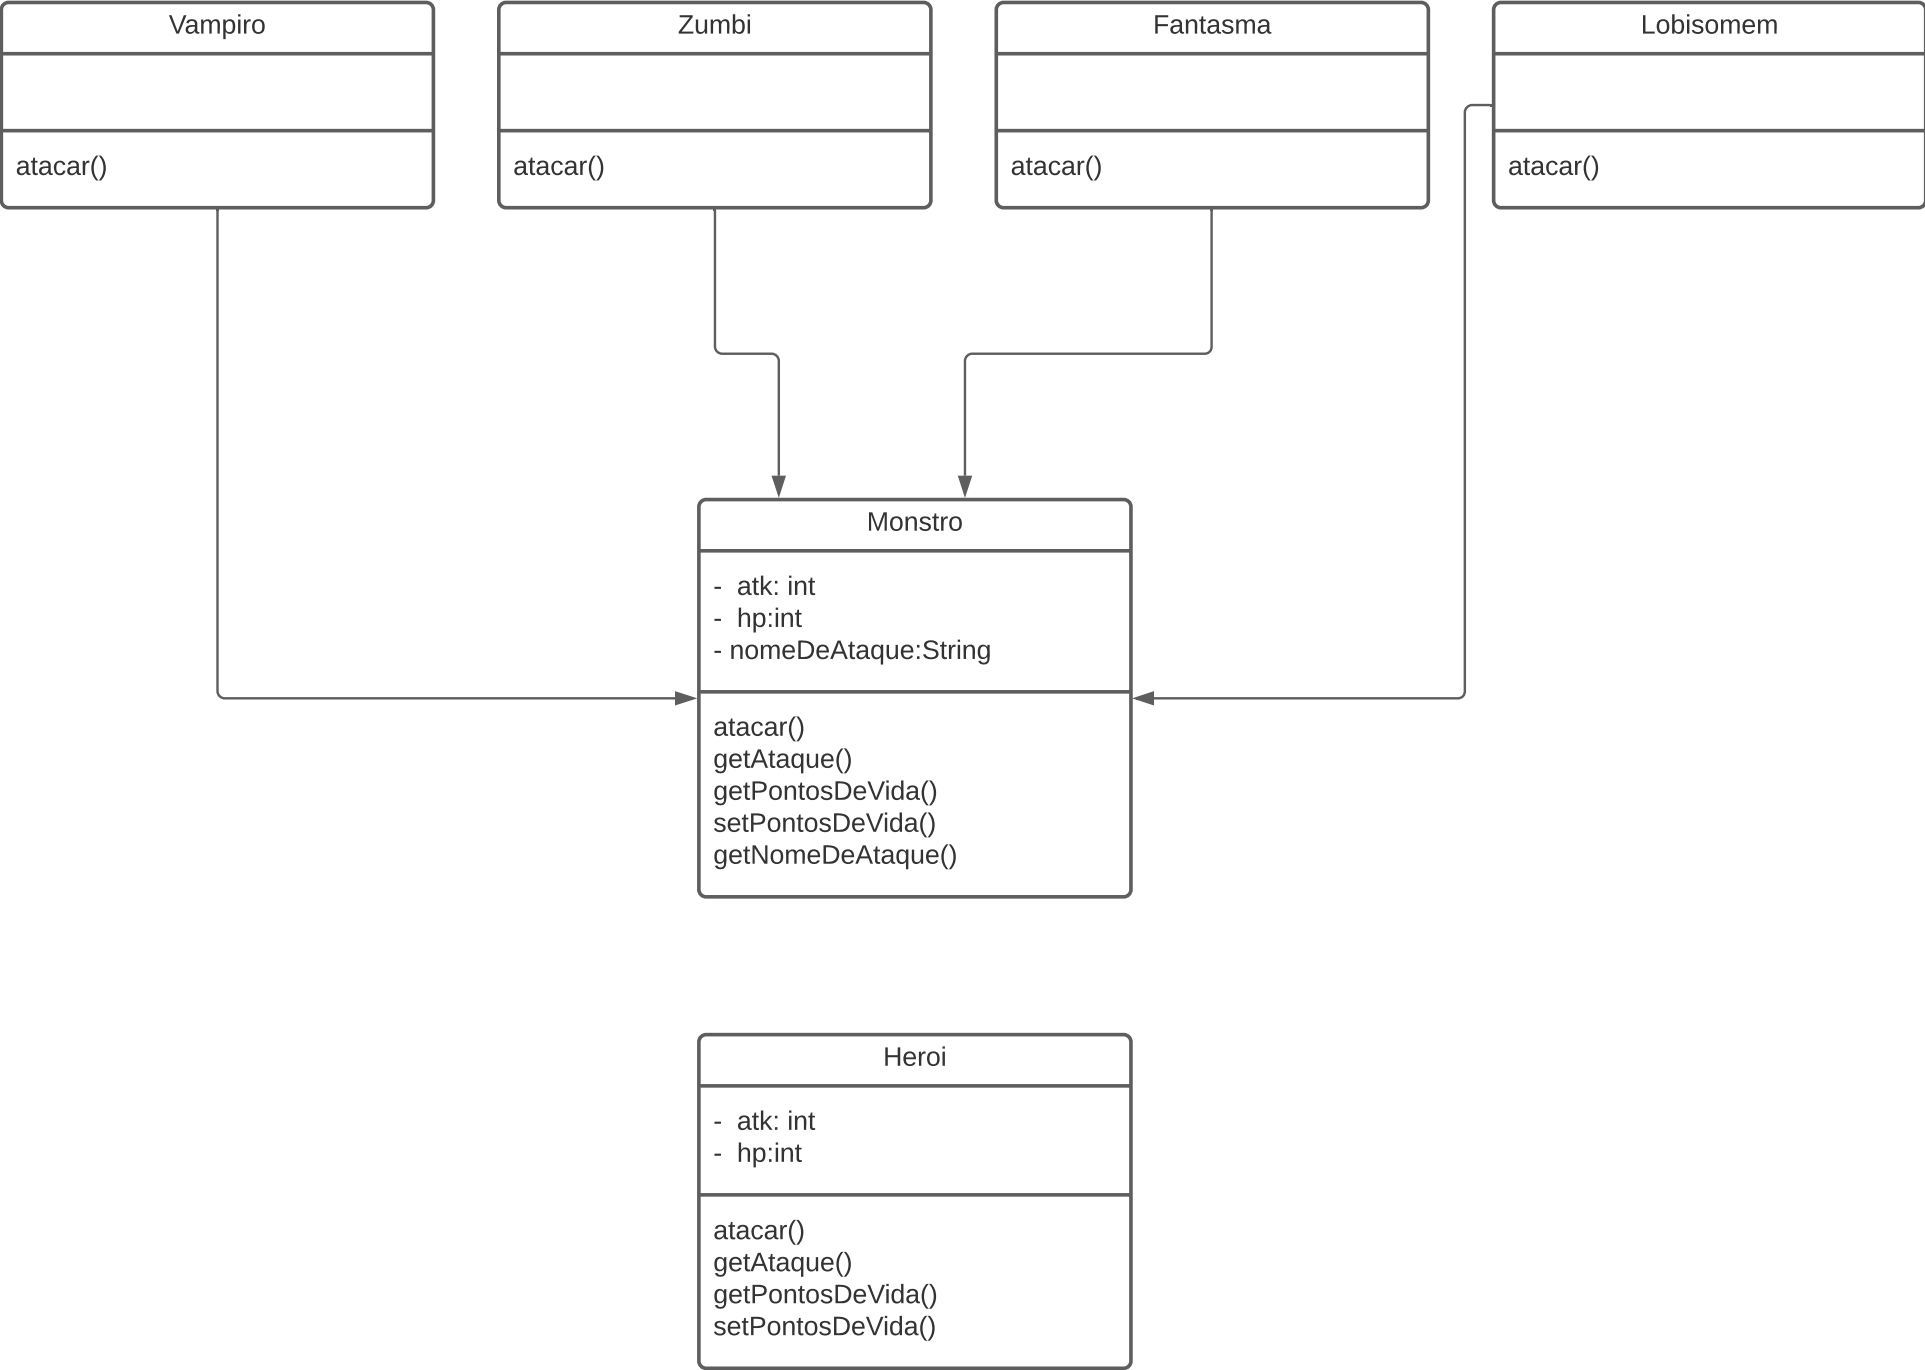 Vampiro
atacar()
Zumbi
atacar()
Fantasma
atacar()
Lobisomem
atacar()
Monstro
-  atk: int
-  hp:int
- nomeDeAtaque:String
atacar()
getAtaque()
getPontosDeVida()
setPontosDeVida()
getNomeDeAtaque()
Heroi
-  atk: int
-  hp:int
atacar()
getAtaque()
getPontosDeVida()
setPontosDeVida()